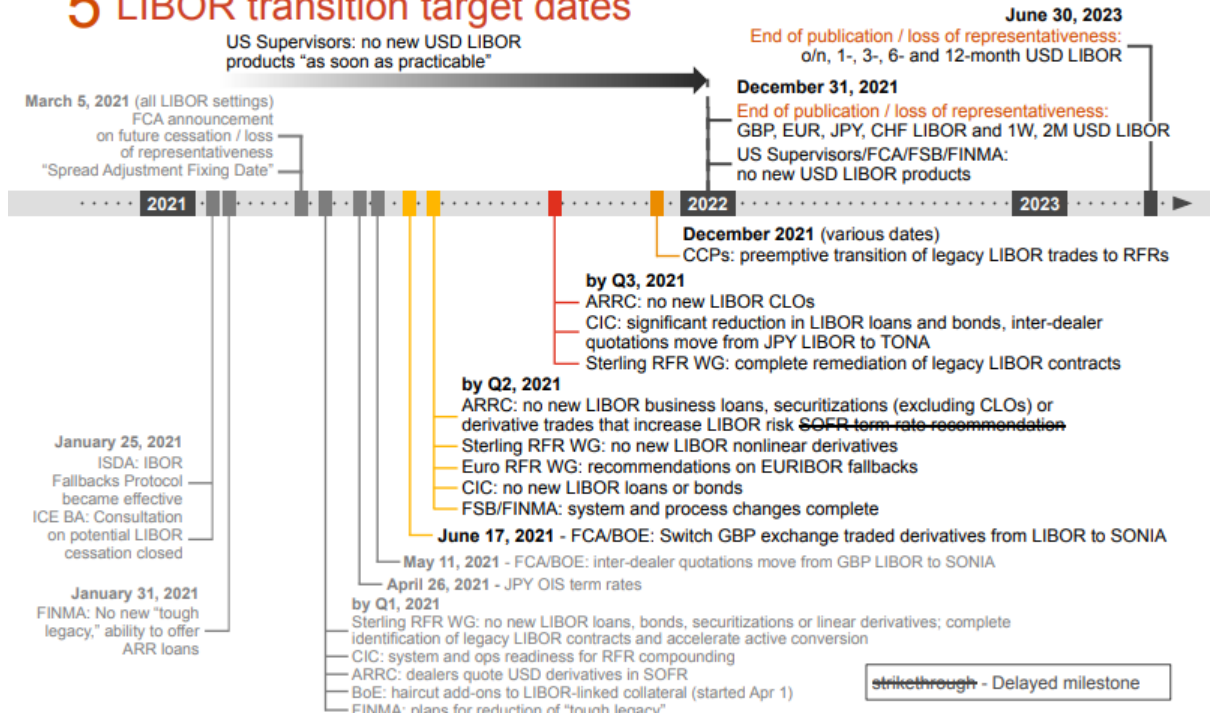 5 LIBOR transition target dates
US Supervisors: no new USD LIBOR
products “as soon as practicable”
June 30, 2023
End of publication / loss of representativeness:
o/n, 1-, 3-, 6- and 12-month USD LIBOR
December 31, 2021
End of publication / loss of representativeness:
GBP, EUR, JPY, CHF LIBOR and 1W, 2M USD LIBOR
US Supervisors/FCA/FSB/FINMA:
no new USD LIBOR products
March 5, 2021 (all LIBOR settings)
FCA announcement
on future cessation / loss
of representativeness
“Spread Adjustment Fixing Date”
2021
2022
2023
December 2021 (various dates)
CCPs: preemptive transition of legacy LIBOR trades to RFRs
by Q3, 2021
ARRC: no new LIBOR CLOs
CIC: significant reduction in LIBOR loans and bonds, inter-dealer
quotations move from JPY LIBOR to TONA
Sterling RFR WG: complete remediation of legacy LIBOR contracts
by Q2, 2021
ARRC: no new LIBOR business loans, securitizations (excluding CLOs) or
derivative trades that increase LIBOR risk SOFR term rate recommendation
Sterling RFR WG: no new LIBOR nonlinear derivatives
Euro RFR WG: recommendations on EURIBOR fallbacks
CIC: no new LIBOR loans or bonds
FSB/FINMA: system and process changes complete
June 17, 2021 - FCA/BOE: Switch GBP exchange traded derivatives from LIBOR to SONIA
May 11, 2021 - FCA/BOE: inter-dealer quotations move from GBP LIBOR to SONIA
April 26, 2021 - JPY OIS term rates
January 25, 2021
ISDA: IBOR
Fallbacks Protocol
became effective
ICE BA: Consultation
on potential LIBOR
cessation closed
January 31, 2021
FINMA: No new “tough
legacy,” ability to offer
ARR loans
by Q1, 2021
Sterling RFR WG: no new LIBOR loans, bonds, securitizations or linear derivatives; complete
identification of legacy LIBOR contracts and accelerate active conversion
CIC: system and ops readiness for RFR compounding
ARRC: dealers quote USD derivatives in SOFR
BoE: haircut add-ons to LIBOR-linked collateral (started Apr 1)
FINMA: plans for reduction of “tough legacy”
strikethrough - Delayed milestone